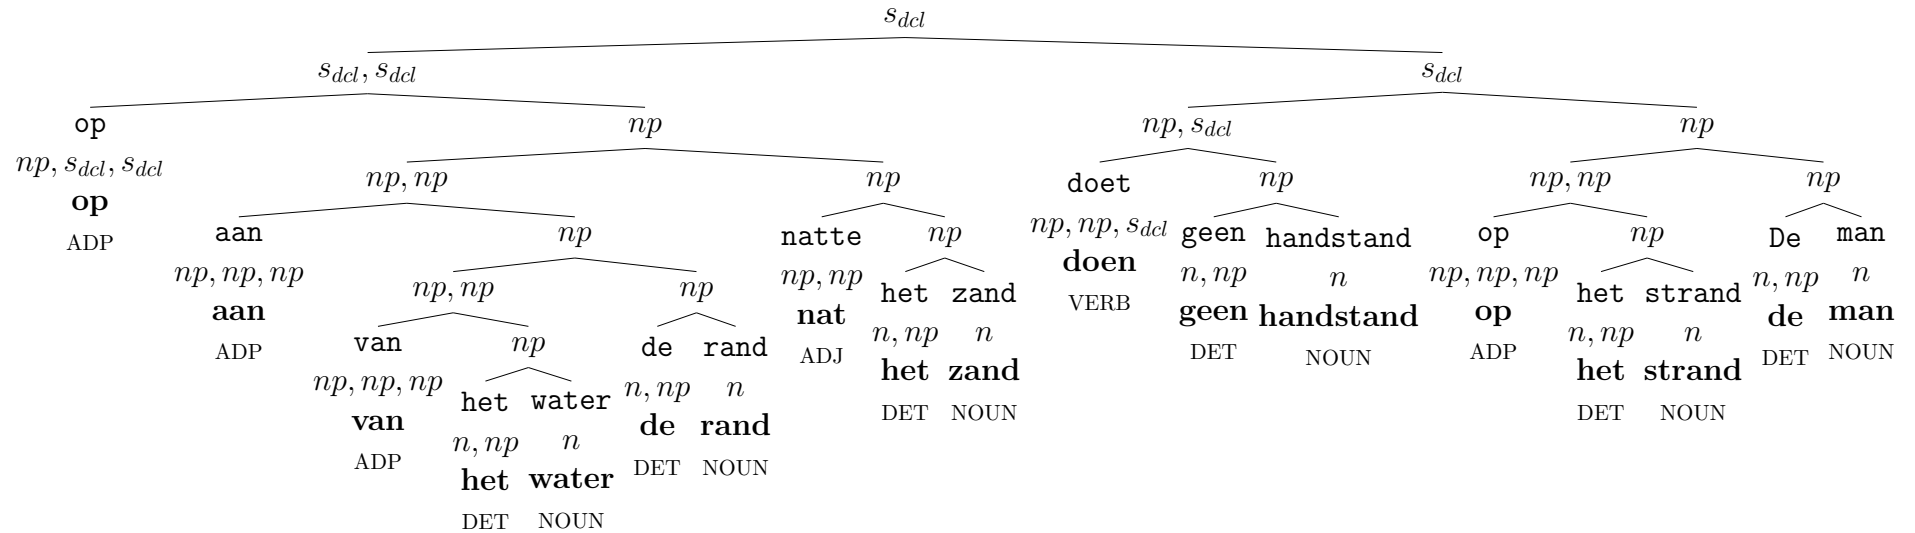 s_dcl
s_dcl, s_dcl s_dcl
op np np, s_dcl np
np, s_dcl, s_dcl np, np np doet np np, np np
op aan np natte np np, np, s_dcl geen handstand op np De man
ADP np, np, np np, np np, np het zand doen n, np n np, np, np het strand n, np n
aan np, np np nat n, np n VERB geen handstand op n, np n de man
ADP van np de rand ADJ het zand DET NOUN ADP het strand DET NOUN
np, np, np het water n, np n DET NOUN DET NOUN
van n, np n de rand
ADP het water DET NOUN
DET NOUN